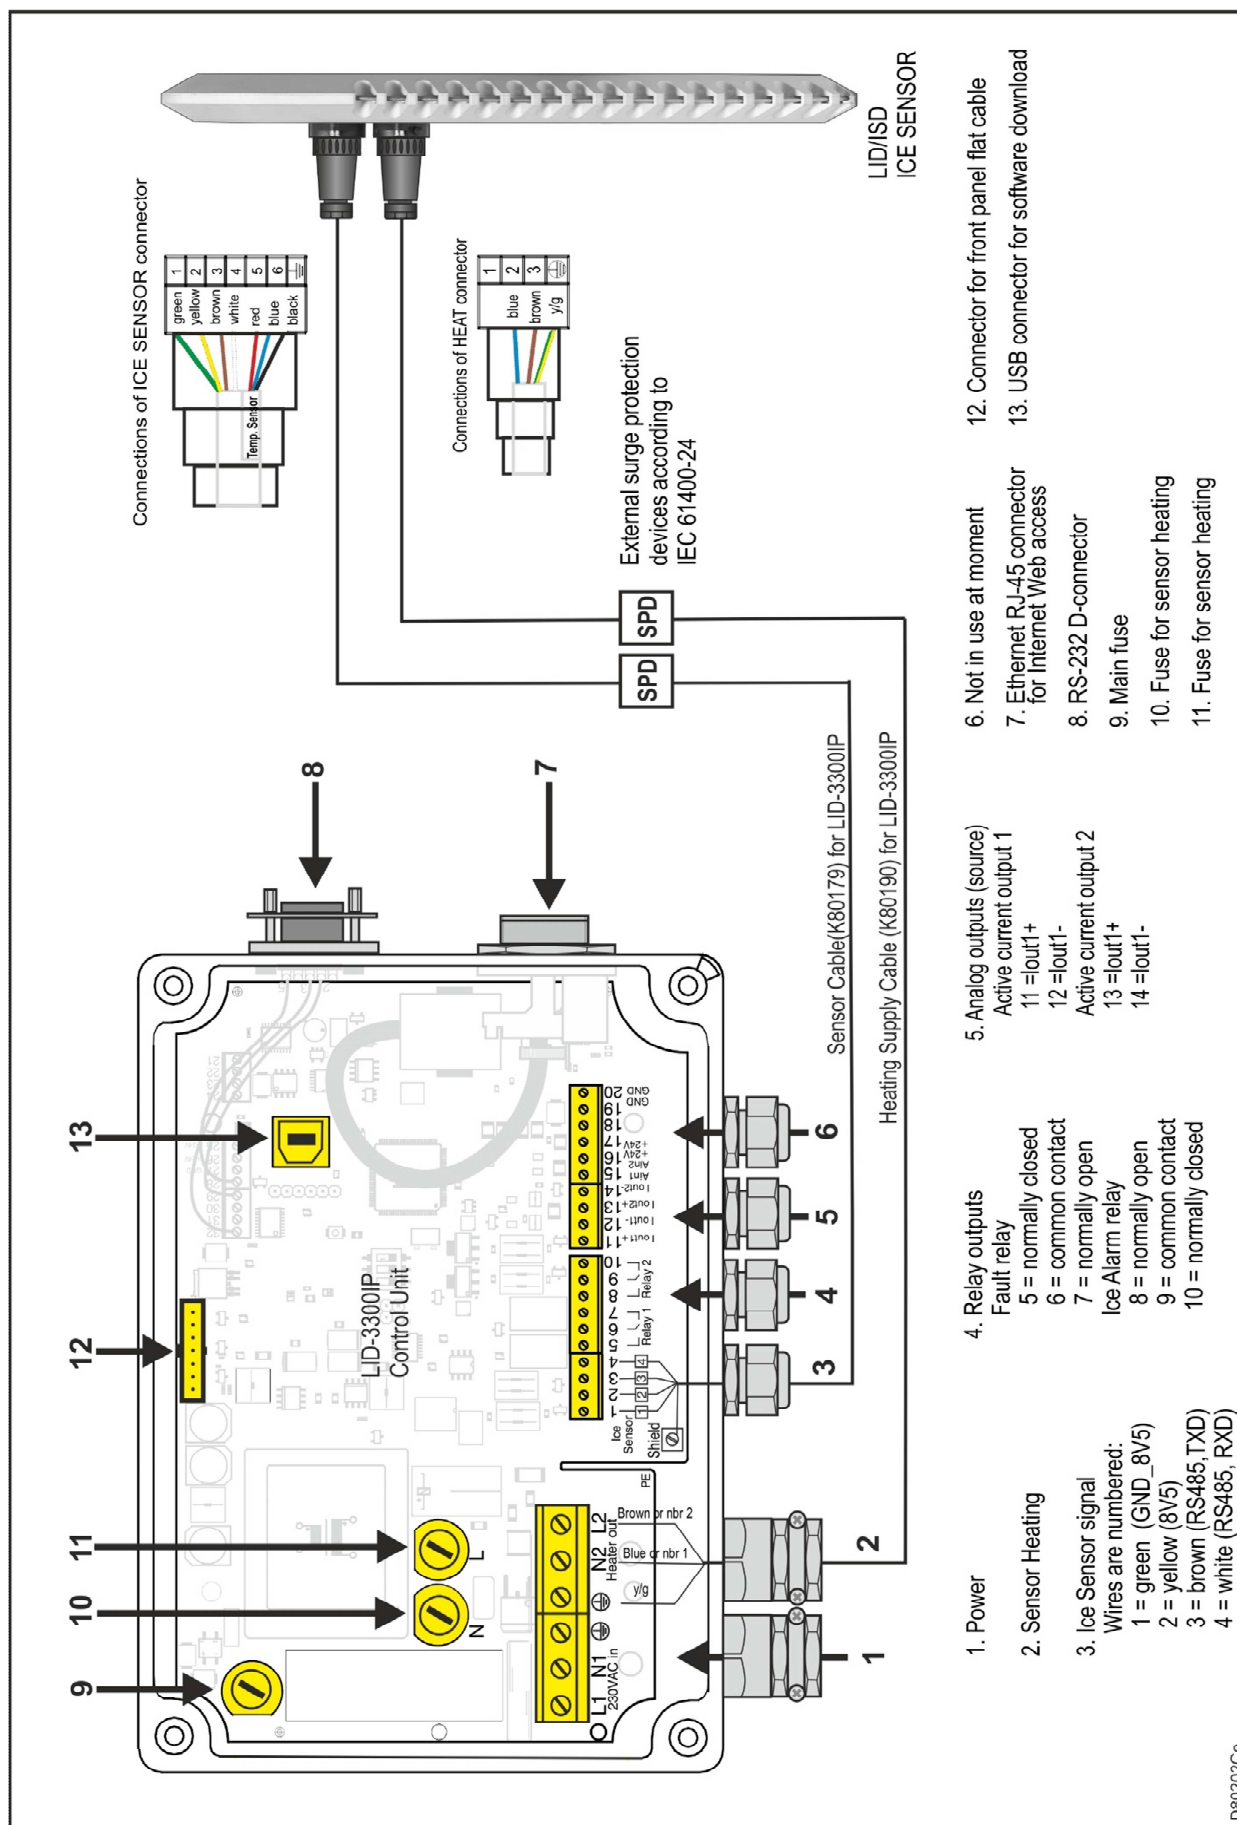 Connections of ICE SENSOR connector
green 1
yellow 2
brown 3
white 4
red 5
blue 6
black
Temp. Sensor
Connections of HEAT connector
1
blue 2
brown 3
y/g
LID/ISD
ICE SENSOR
External surge protection
devices according to
IEC 61400-24
SPD
SPD
Sensor Cable(K80179) for LID-3300IP
Heating Supply Cable (K80190) for LID-3300IP
9
10
11
12
13
8
7
LID-3300IP
Control Unit
N
L
L1 N1
230VAC in
N2 L2
Heater out
y/g
Blue or nbr 1
Brown or nbr 2
PE
Shield
Ice
Sensor
1 2 3 4
1 2 3 4
5 6 7 8 9 10
Relay 1
Relay 2
11 12 13 14 15 16 17 18 19 20
I out1+
I out1-
I out2+
I out2-
Ain1
Ain2
+24V
+24V
GND
GND
1
2
3
4
5
6
1. Power
2. Sensor Heating
3. Ice Sensor signal
Wires are numbered:
1 = green (GND_8V5)
2 = yellow (8V5)
3 = brown (RS485,TXD)
4 = white (RS485, RXD)
4. Relay outputs
Fault relay
5 = normally closed
6 = common contact
7 = normally open
Ice Alarm relay
8 = normally open
9 = common contact
10 = normally closed
5. Analog outputs (source)
Active current output 1
11 =Iout1+
12 =Iout1-
Active current output 2
13 =Iout1+
14 =Iout1-
6. Not in use at moment
7. Ethernet RJ-45 connector
for Internet Web access
8. RS-232 D-connector
9. Main fuse
10. Fuse for sensor heating
11. Fuse for sensor heating
12. Connector for front panel flat cable
13. USB connector for software download